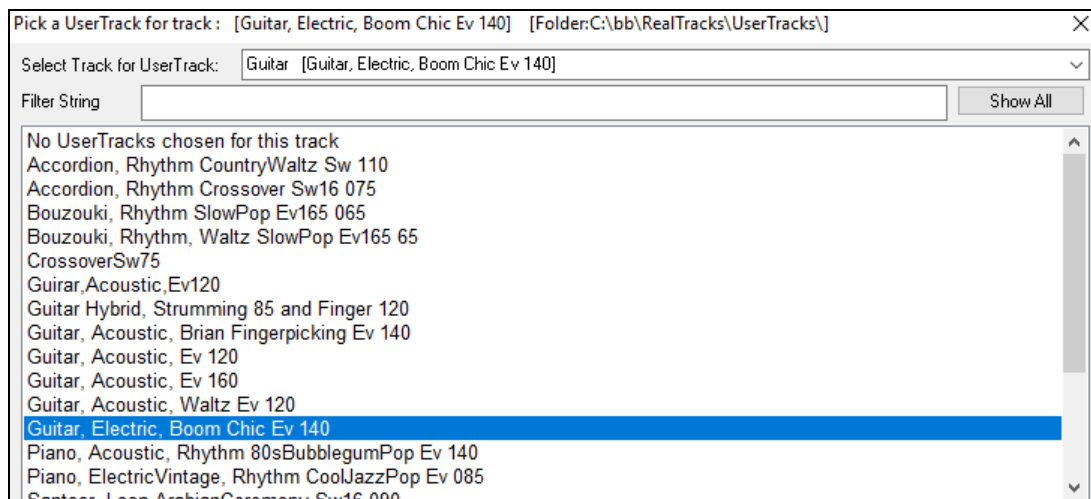 Pick a UserTrack for track :   [Guitar, Electric, Boom Chic Ev 140]   [Folder:C:\bb\RealTracks\UserTracks\]
Select Track for UserTrack: Guitar   [Guitar, Electric, Boom Chic Ev 140]
Filter String Show All
No UserTracks chosen for this track
Accordion, Rhythm CountryWaltz Sw 110
Accordion, Rhythm Crossover Sw16 075
Bouzouki, Rhythm SlowPop Ev165 065
Bouzouki, Rhythm, Waltz SlowPop Ev165 65
CrossoverSw75
Guirar,Acoustic,Ev120
Guitar Hybrid, Strumming 85 and Finger 120
Guitar, Acoustic, Brian Fingerpicking Ev 140
Guitar, Acoustic, Ev 120
Guitar, Acoustic, Ev 160
Guitar, Acoustic, Waltz Ev 120
Guitar, Electric, Boom Chic Ev 140
Piano, Acoustic, Rhythm 80sBubblegumPop Ev 140
Piano, ElectricVintage, Rhythm CoolJazzPop Ev 085
Santoor, Loop ArabianCeremony Sw16 090